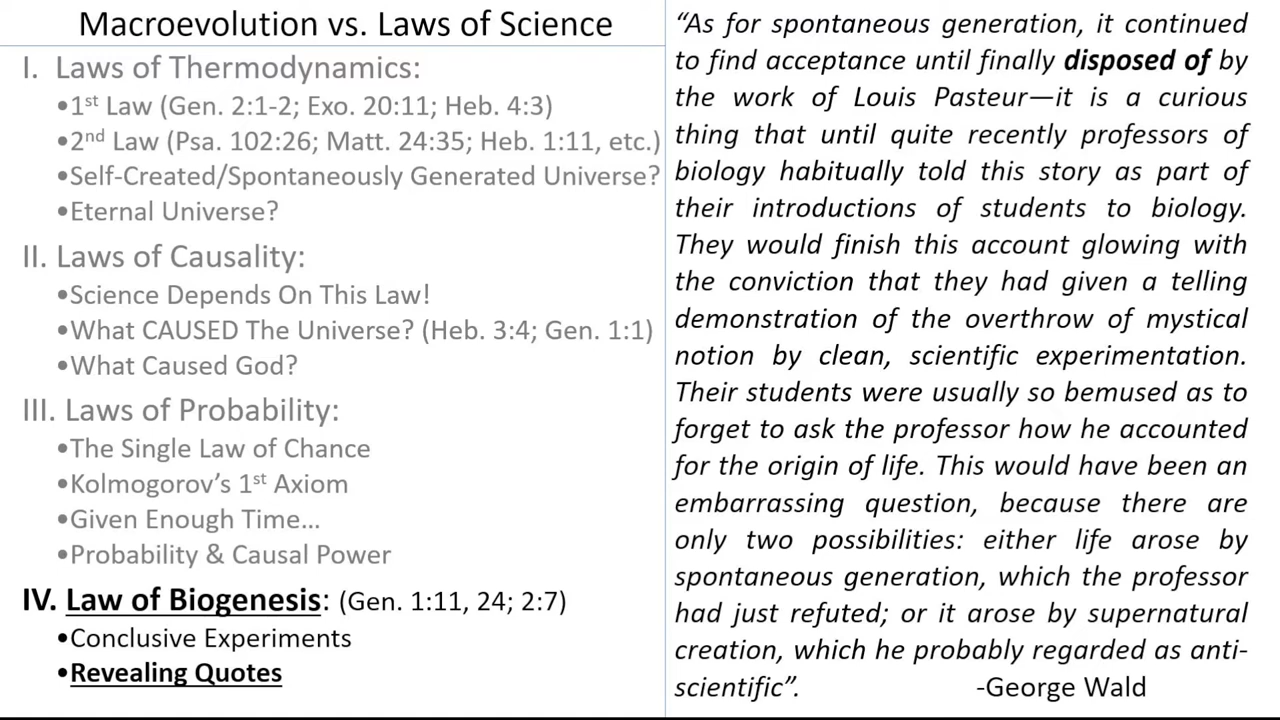 Macroevolution vs. Laws of Science
I. Laws of Thermodynamics:
•1st Law (Gen. 2:1-2; Exo. 20:11; Heb. 4:3)
•2nd Law (Psa. 102:26; Matt. 24:35; Heb. 1:11, etc.)
•Self-Created/Spontaneously Generated Universe?
•Eternal Universe?
II. Laws of Causality:
•Science Depends On This Law!
•What CAUSED The Universe? (Heb. 3:4; Gen. 1:1)
•What Caused God?
III. Laws of Probability:
•The Single Law of Chance
•Kolmogorov’s 1st Axiom
•Given Enough Time…
•Probability & Causal Power
IV. Law of Biogenesis: (Gen. 1:11, 24; 2:7)
•Conclusive Experiments
•Revealing Quotes
“As for spontaneous generation, it continued
to find acceptance until finally disposed of by
the work of Louis Pasteur—it is a curious
thing that until quite recently professors of
biology habitually told this story as part of
their introductions of students to biology.
They would finish this account glowing with
the conviction that they had given a telling
demonstration of the overthrow of mystical
notion by clean, scientific experimentation.
Their students were usually so bemused as to
forget to ask the professor how he accounted
for the origin of life. This would have been an
embarrassing question, because there are
only two possibilities: either life arose by
spontaneous generation, which the professor
had just refuted; or it arose by supernatural
creation, which he probably regarded as anti-
scientific”. -George Wald